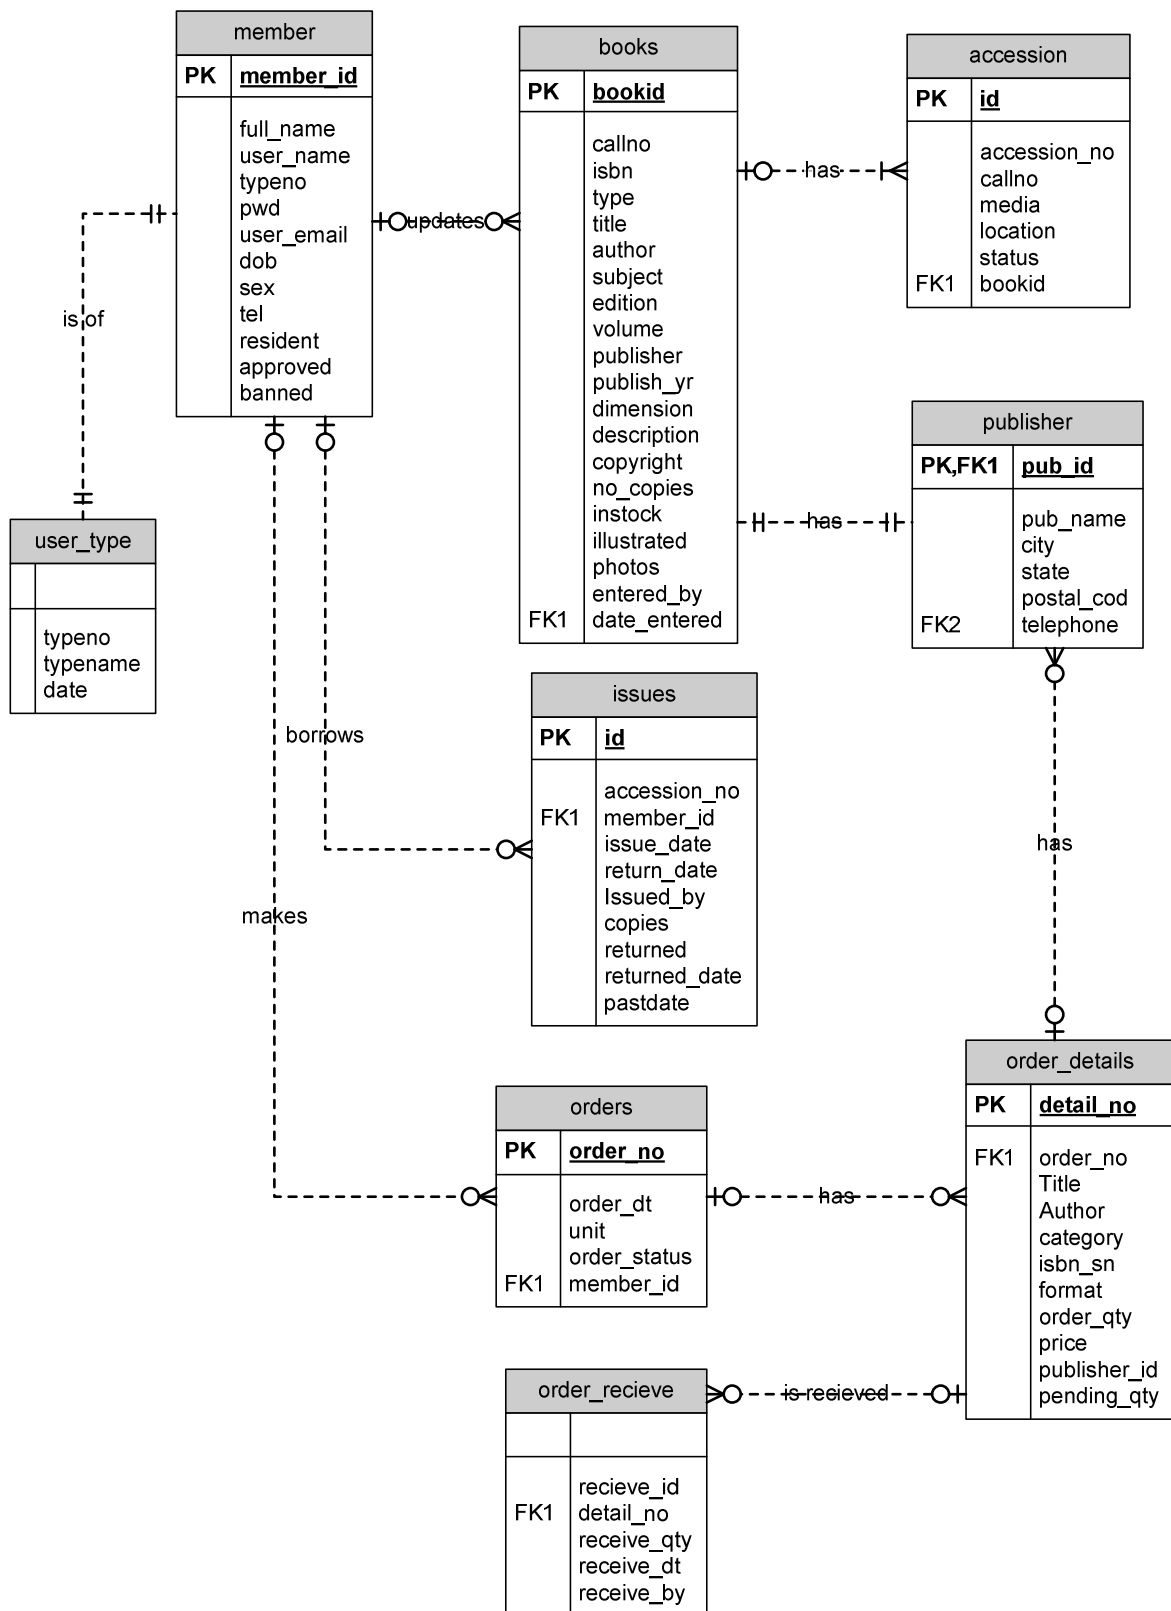 member
PK member_id
full_name
user_name
typeno
pwd
user_email
dob
sex
tel
resident
approved
banned
books
PK bookid
callno
isbn
type
title
author
subject
edition
volume
publisher
publish_yr
dimension
description
copyright
no_copies
instock
illustrated
photos
entered_by
FK1 date_entered
accession
PK id
accession_no
callno
media
location
status
FK1 bookid
updates
has
is of
publisher
PK,FK1 pub_id
pub_name
city
state
postal_cod
FK2 telephone
has
user_type
typeno
typename
date
issues
PK id
accession_no
FK1 member_id
issue_date
return_date
Issued_by
copies
returned
returned_date
pastdate
borrows
makes
has
orders
PK order_no
order_dt
unit
order_status
FK1 member_id
has
order_details
PK detail_no
FK1 order_no
Title
Author
category
isbn_sn
format
order_qty
price
publisher_id
pending_qty
order_recieve
recieve_id
FK1 detail_no
receive_qty
receive_dt
receive_by
is recieved